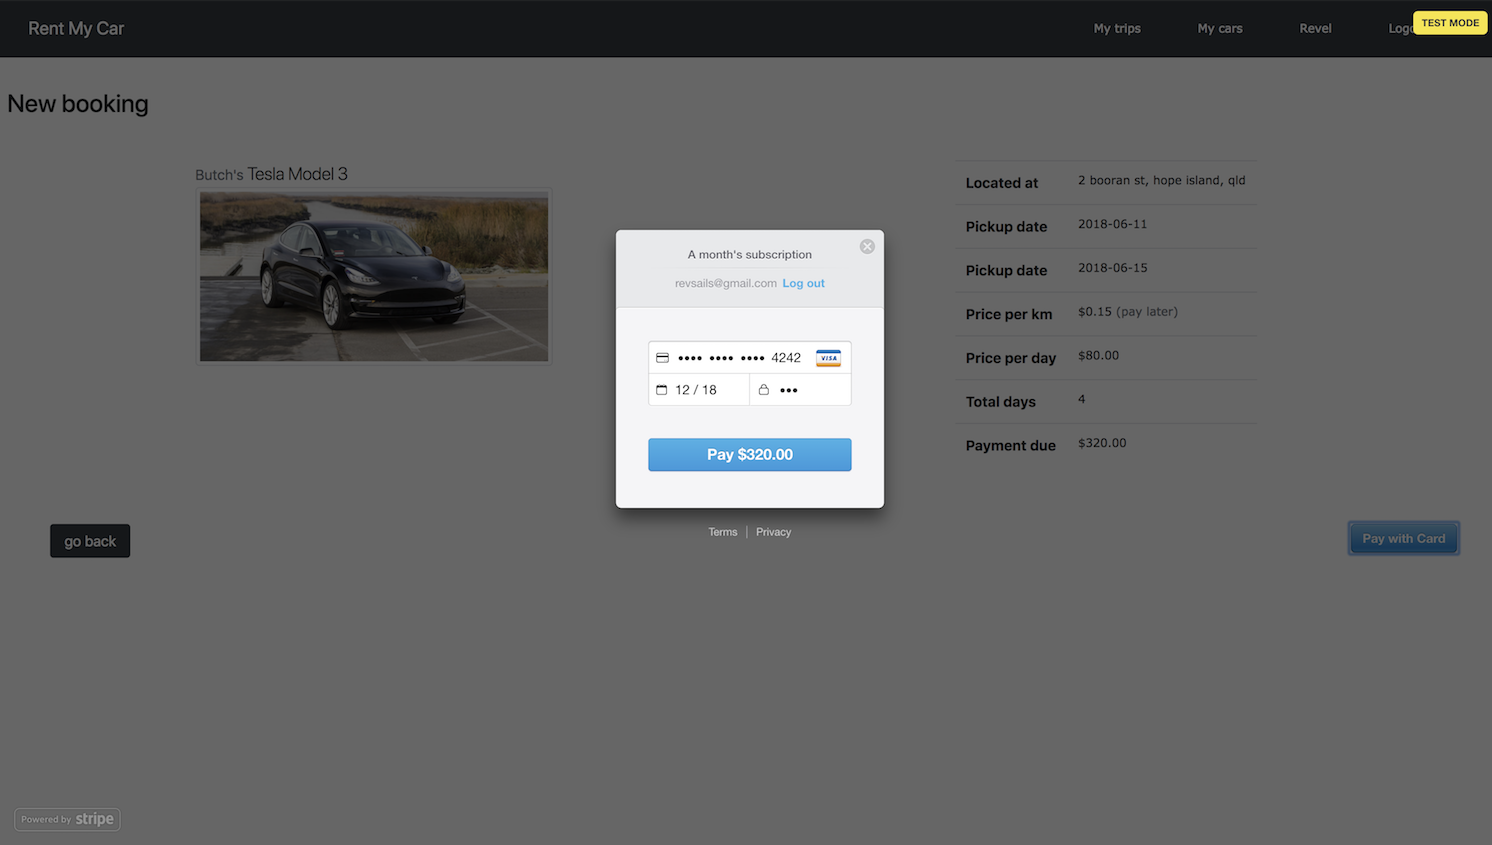 Rent My Car
My trips
My cars
Revel
Logo
TEST MODE
New booking
Butch's Tesla Model 3
Located at 2 booran st, hope island, qld
Pickup date 2018-06-11
Pickup date 2018-06-15
Price per km $0.15 (pay later)
Price per day $80.00
Total days 4
Payment due $320.00
A month's subscription
revsails@gmail.com Log out
•••• •••• •••• 4242 VISA
12 / 18 •••
Pay $320.00
Terms | Privacy
go back
Pay with Card
Powered by stripe